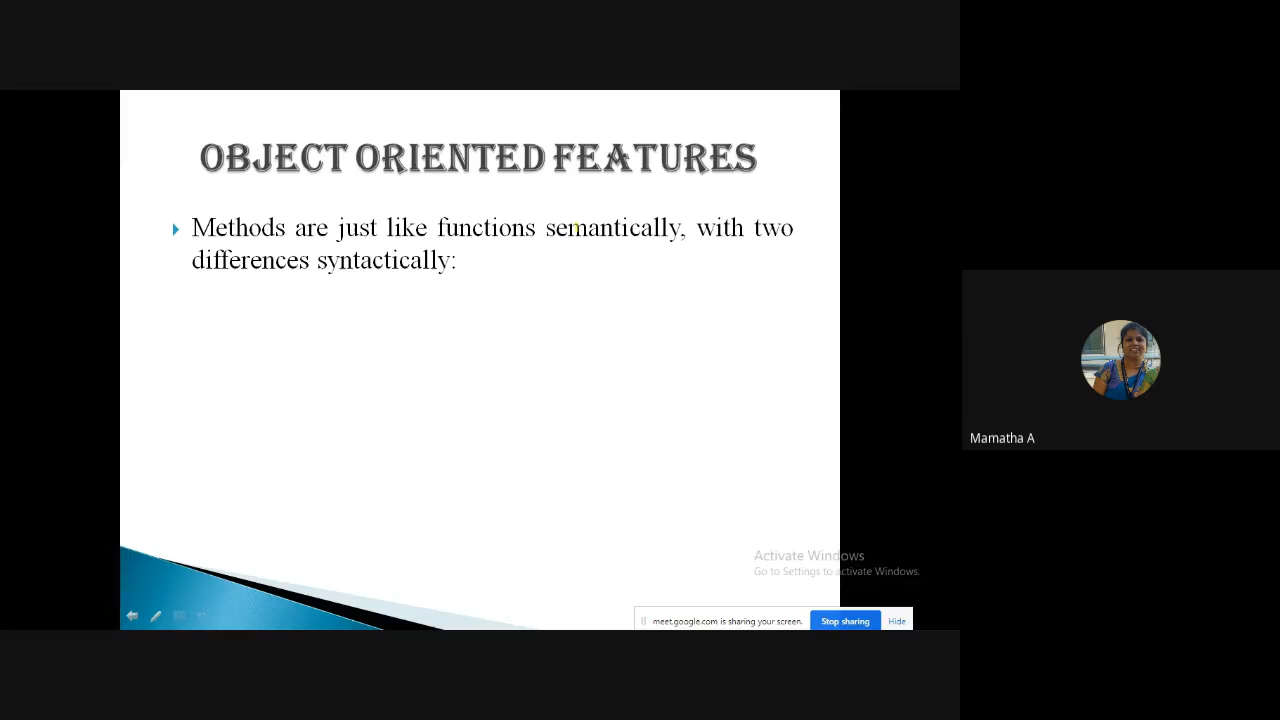 OBJECT ORIENTED FEATURES
Methods are just like functions semantically, with two
differences syntactically:
Mamatha A
Activate Windows
Go to Settings to activate Windows.
meet.google.com is sharing your screen.
Stop sharing
Hide